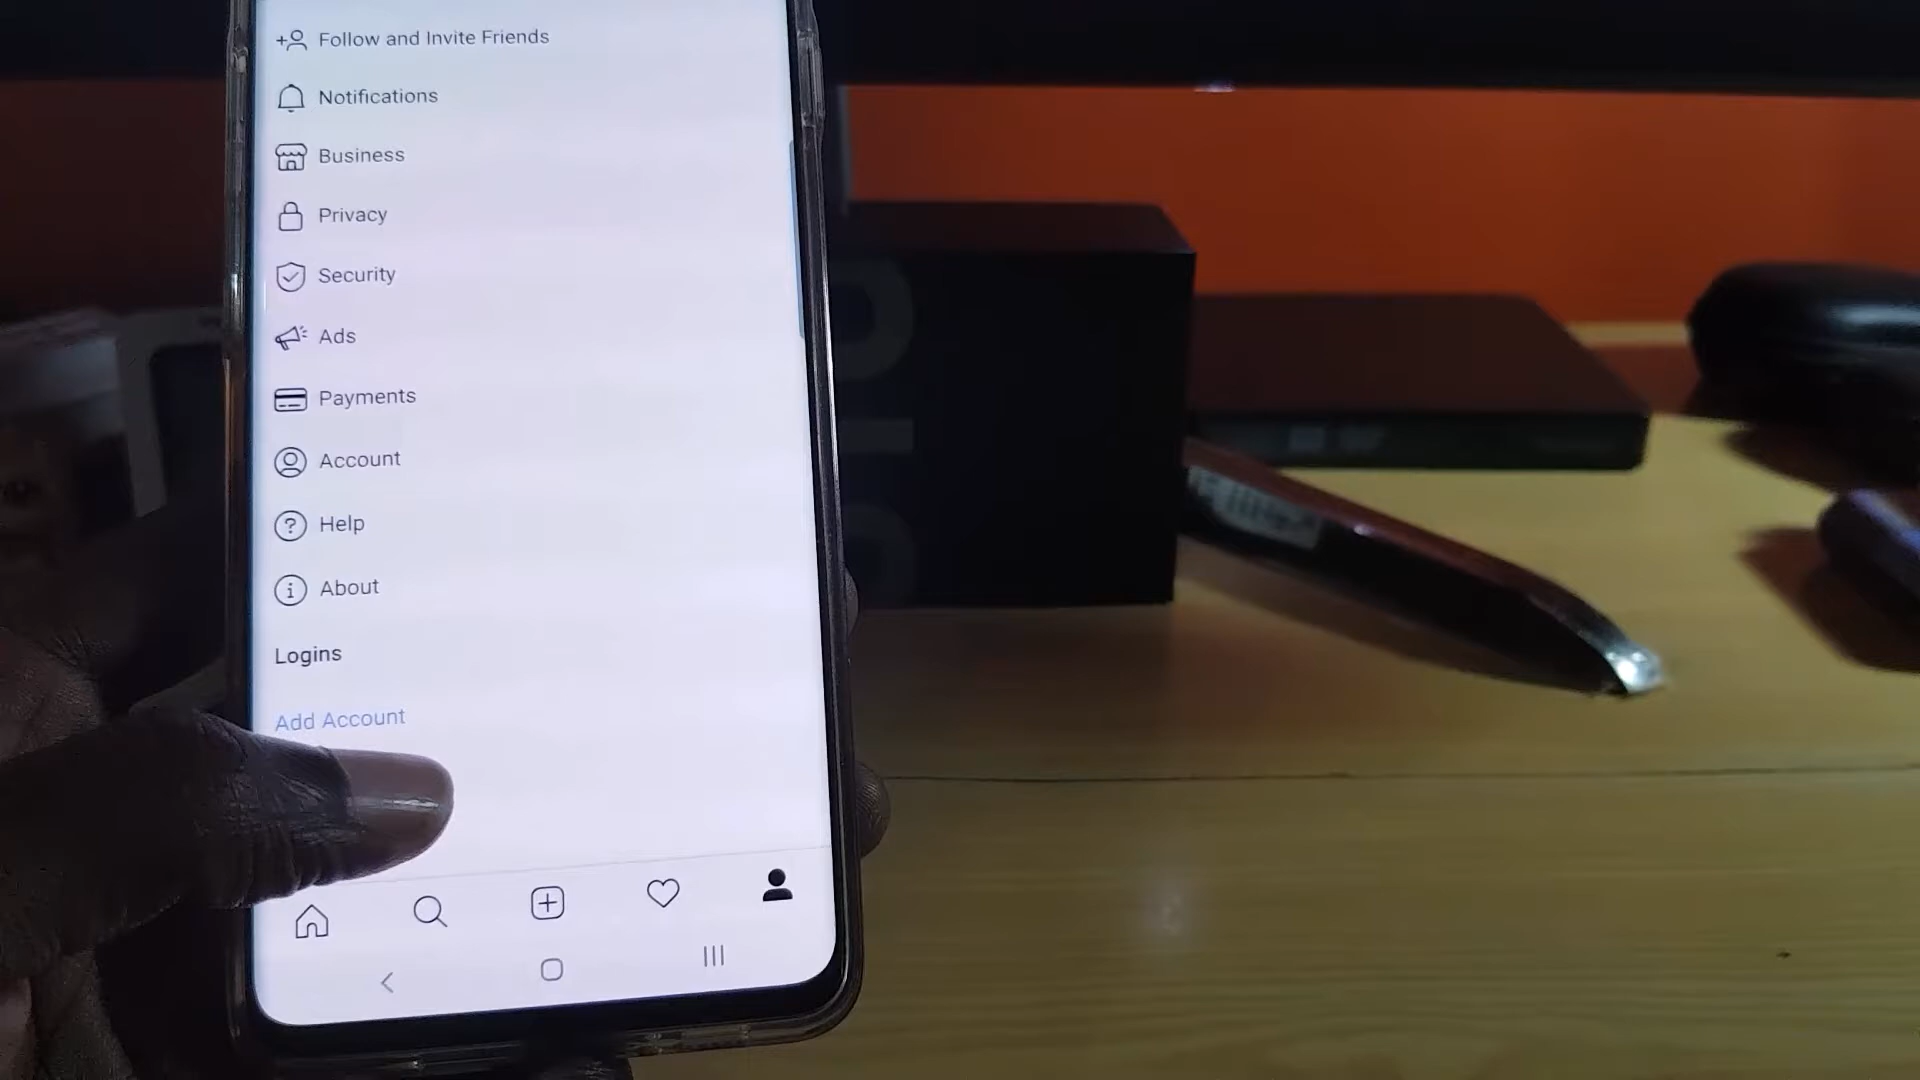 Follow and Invite Friends
Notifications
Business
Privacy
Security
Ads
Payments
Account
Help
About
Logins
Add Account